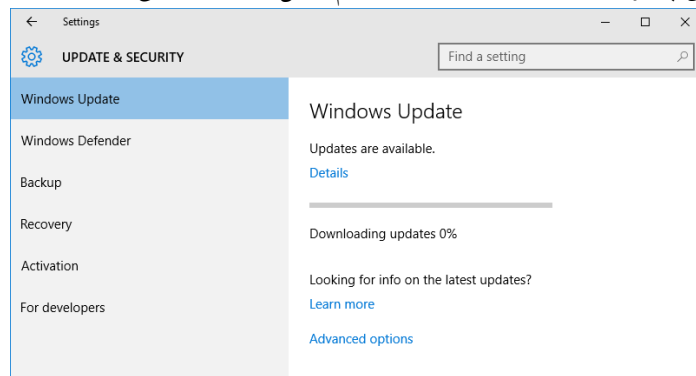 Settings
UPDATE & SECURITY
Find a setting
Windows Update
Windows Defender
Backup
Recovery
Activation
For developers
Windows Update
Updates are available.
Details
Downloading updates 0%
Looking for info on the latest updates?
Learn more
Advanced options